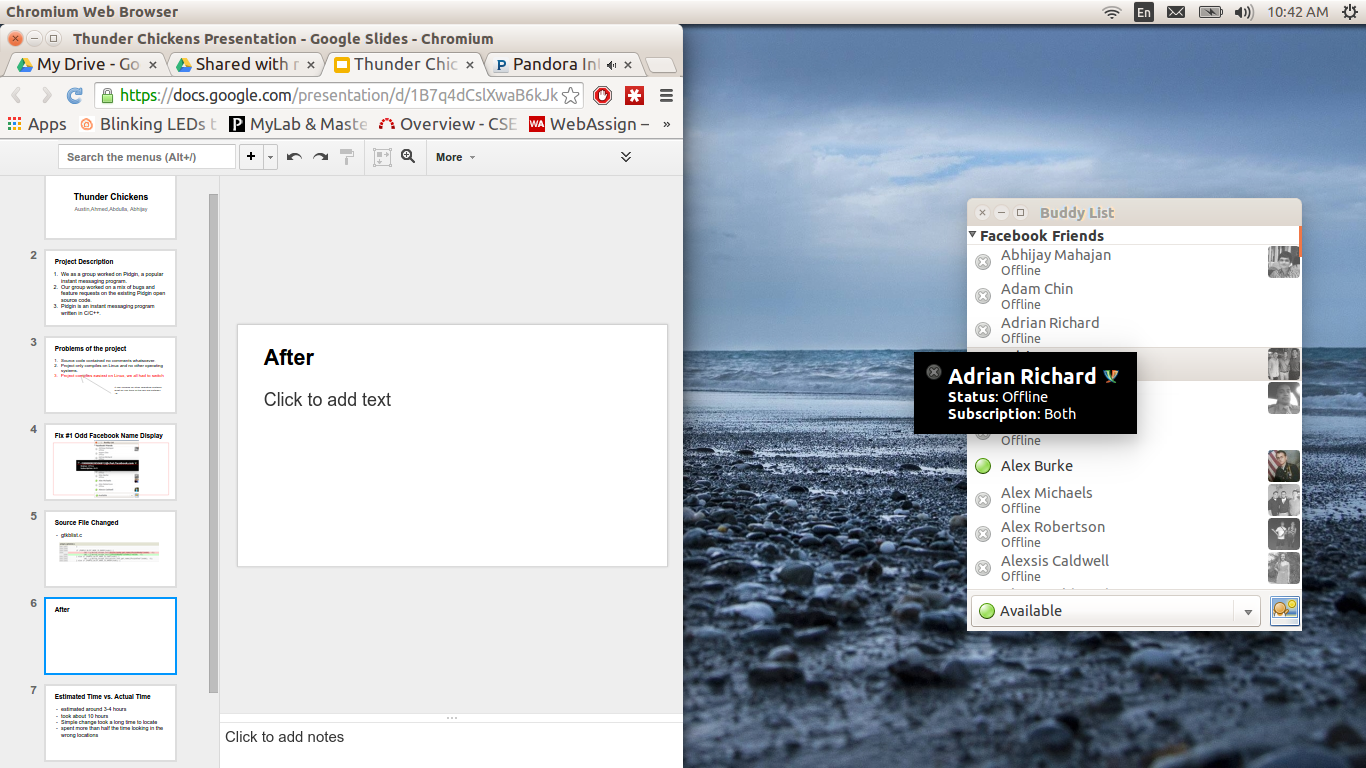 Chromium Web Browser
En
10:42 AM
Thunder Chickens Presentation - Google Slides - Chromium
My Drive - Go
Shared with r
Thunder Chic
Pandora Int
https://docs.google.com/presentation/d/1B7q4dCslXwaB6kJk
Apps
Blinking LEDs t
MyLab & Maste
Overview - CSE
WA
WebAssign –
»
Search the menus (Alt+/)
More
Thunder Chickens
Austin,Ahmed,Abdulla, Abhijay
2
Project Description
1. We as a group worked on Pidgin, a popular
instant messaging program.
2. Our group worked on a mix of bugs and
feature requests on the existing Pidgin open
source code.
3. Pidgin is an instant messaging program
written in C/C++.
3
Problems of the project
1. Source code contained no comments whatsoever
2. Project only compiles on Linux and no other operating
systems.
3. Project compiles easiest on Linux, we all had to switch
4
Fix #1 Odd Facebook Name Display
5
Source File Changed
- gtkblist.c
6
After
7
Estimated Time vs. Actual Time
- estimated around 3-4 hours
- took about 10 hours
- Simple change took a long time to locate
- spent more than half the time looking in the
wrong locations
After
Click to add text
Click to add notes
Buddy List
Facebook Friends
Abhijay Mahajan
Offline
Adam Chin
Offline
Adrian Richard
Offline
Adrian Richard
Status: Offline
Subscription: Both
Offline
Alex Burke
Alex Michaels
Offline
Alex Robertson
Offline
Alexsis Caldwell
Offline
Available